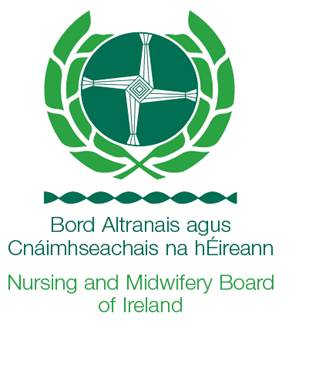 Bord Altranais agus
Cnáimhseachais na hÉireann
Nursing and Midwifery Board
of Ireland